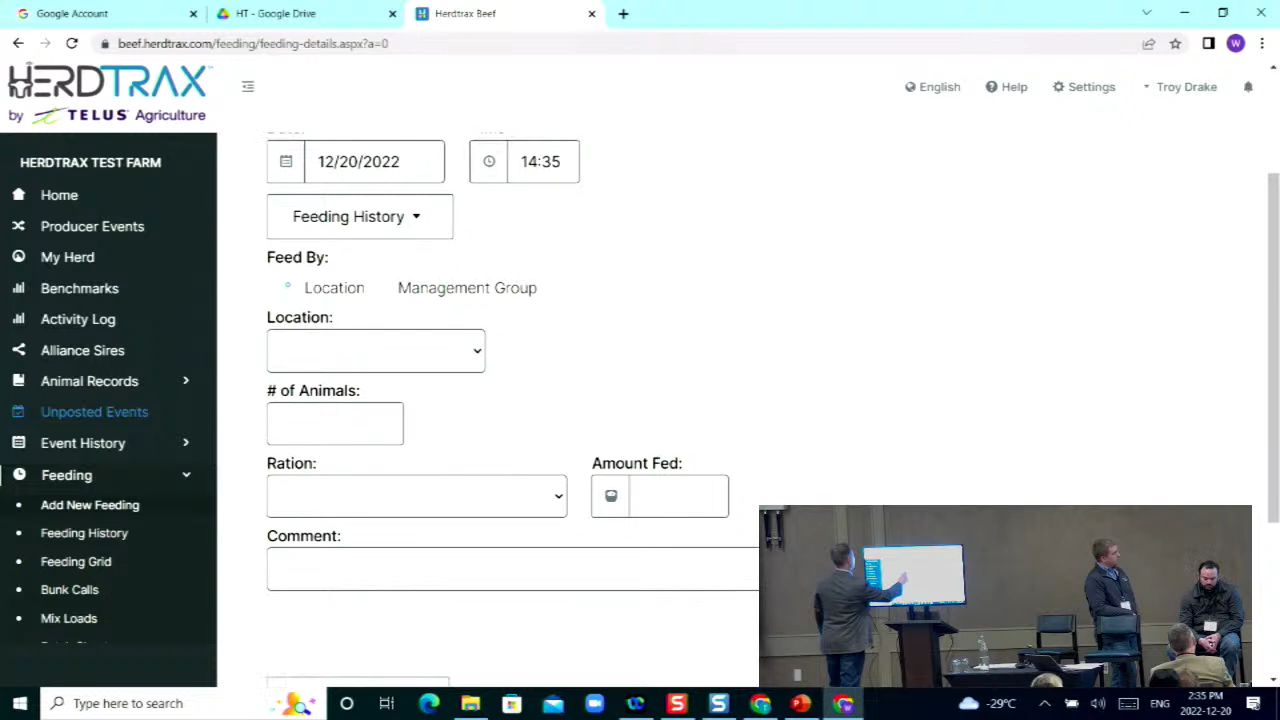 Google Account
HT - Google Drive
Herdtrax Beef
beef.herdtrax.com/feeding/feeding-details.aspx?a=0
W
HERDTRAX
by TELUS Agriculture
English
Help
Settings
Troy Drake
HERDTRAX TEST FARM
Home
Producer Events
My Herd
Benchmarks
Activity Log
Alliance Sires
Animal Records
Unposted Events
Event History
Feeding
Add New Feeding
Feeding History
Feeding Grid
Bunk Calls
Mix Loads
12/20/2022
14:35
Feeding History
Feed By:
Location
Management Group
Location:
# of Animals:
Ration:
Amount Fed:
Comment:
Type here to search
S
S
P
-29°C
ENG
2:35 PM
2022-12-20